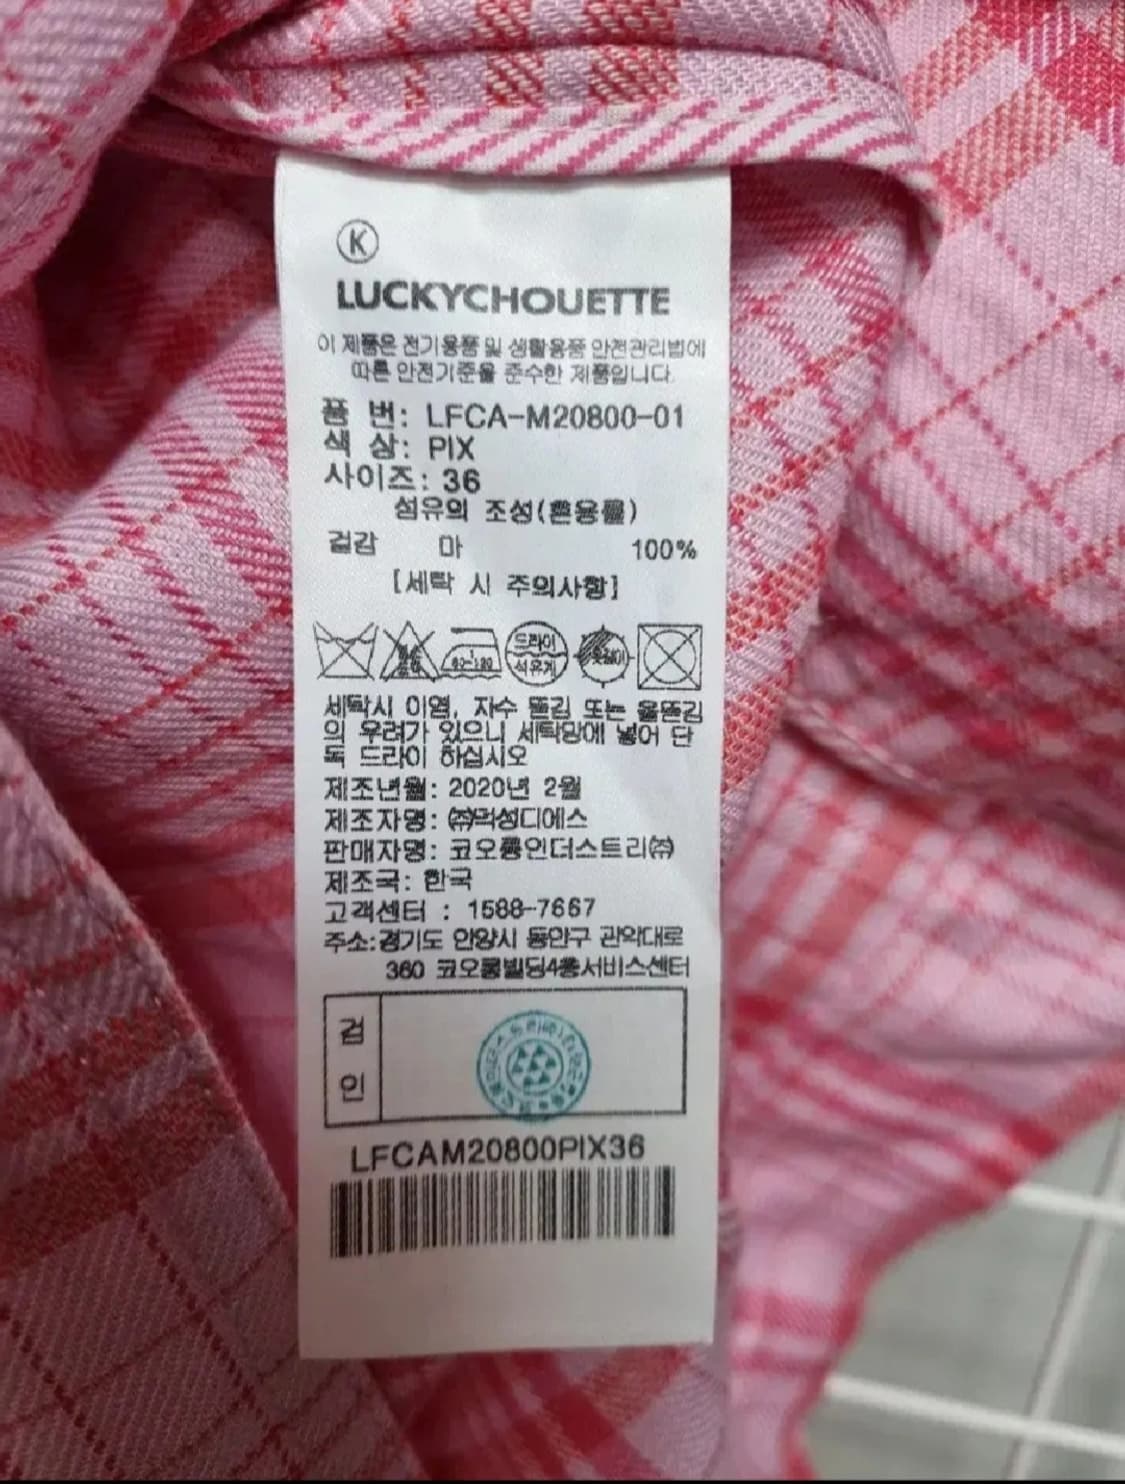 K
LUCKYCHOUETTE
이 제품은 전기용품 및 생활용품 안전관리법에
따른 안전기준을 준수한 제품입니다.
품 번: LFCA-M20800-01
색 상: PIX
사이즈: 36
섬유의 조성(혼용률)
겉감 마 100%
[세탁 시 주의사항]
드라이
석유계
옷걸이
세탁시 이염, 자수 뜯김 또는 올뜯김
의 우려가 있으니 세탁망에 넣어 단
독 드라이 하십시오
제조년월: 2020년 2월
제조자명: ㈜덕성디에스
판매자명: 코오롱인더스트리㈜
제조국: 한국
고객센터 : 1588-7667
주소:경기도 안양시 동안구 관악대로
360 코오롱빌딩4층서비스센터
검
인
LFCAM20800PIX36